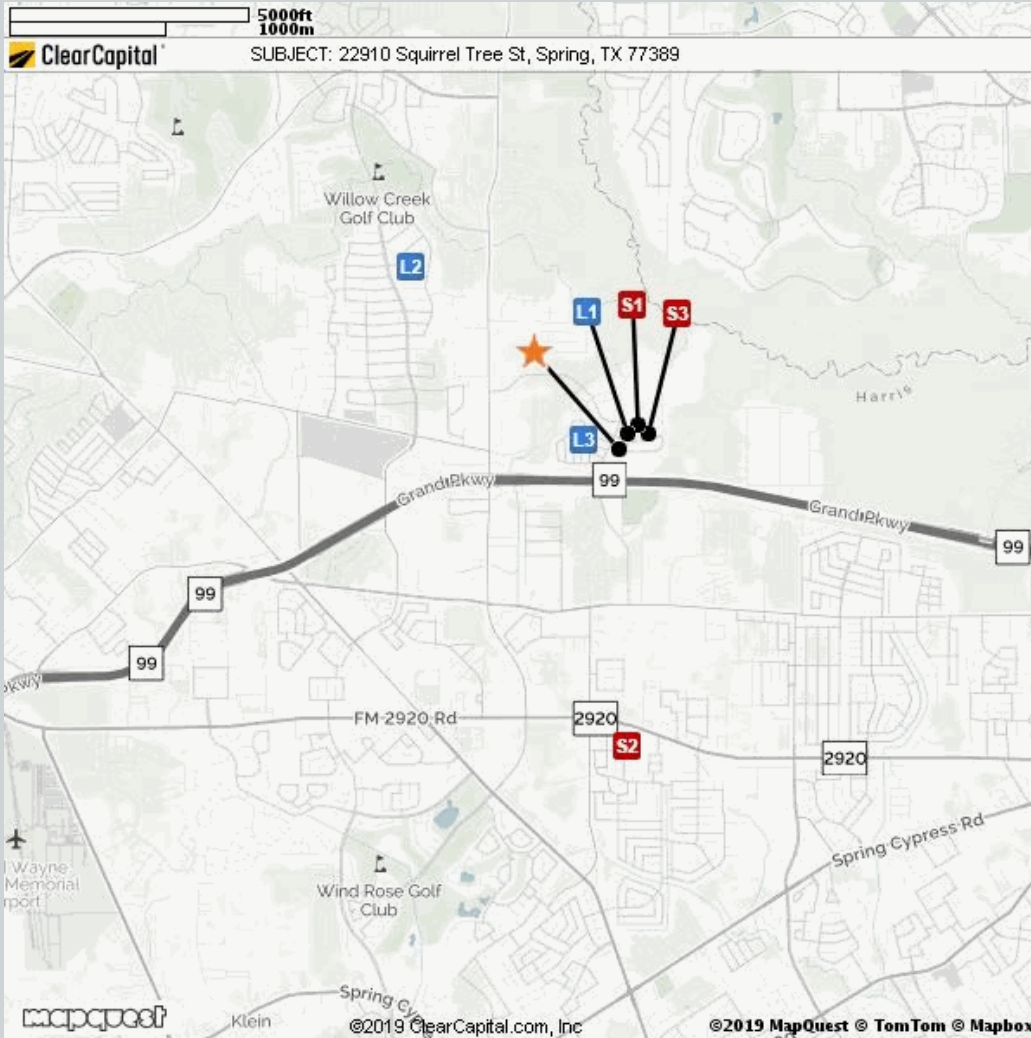 5000ft
1000m
ClearCapital
SUBJECT: 22910 Squirrel Tree St, Spring, TX 77389
Willow Creek
Golf Club
L2
L1
S1
S3
Harris
L3
99
Grand Pkwy
Grand Pkwy
99
99
99
Pkwy
FM 2920 Rd
2920
S2
2920
Spring Cypress Rd
Wayne
Memorial
rport
Wind Rose Golf
Club
Spring Cy
mapquest
Klein
©2019 ClearCapital.com, Inc
©2019 MapQuest © TomTom © Mapbox